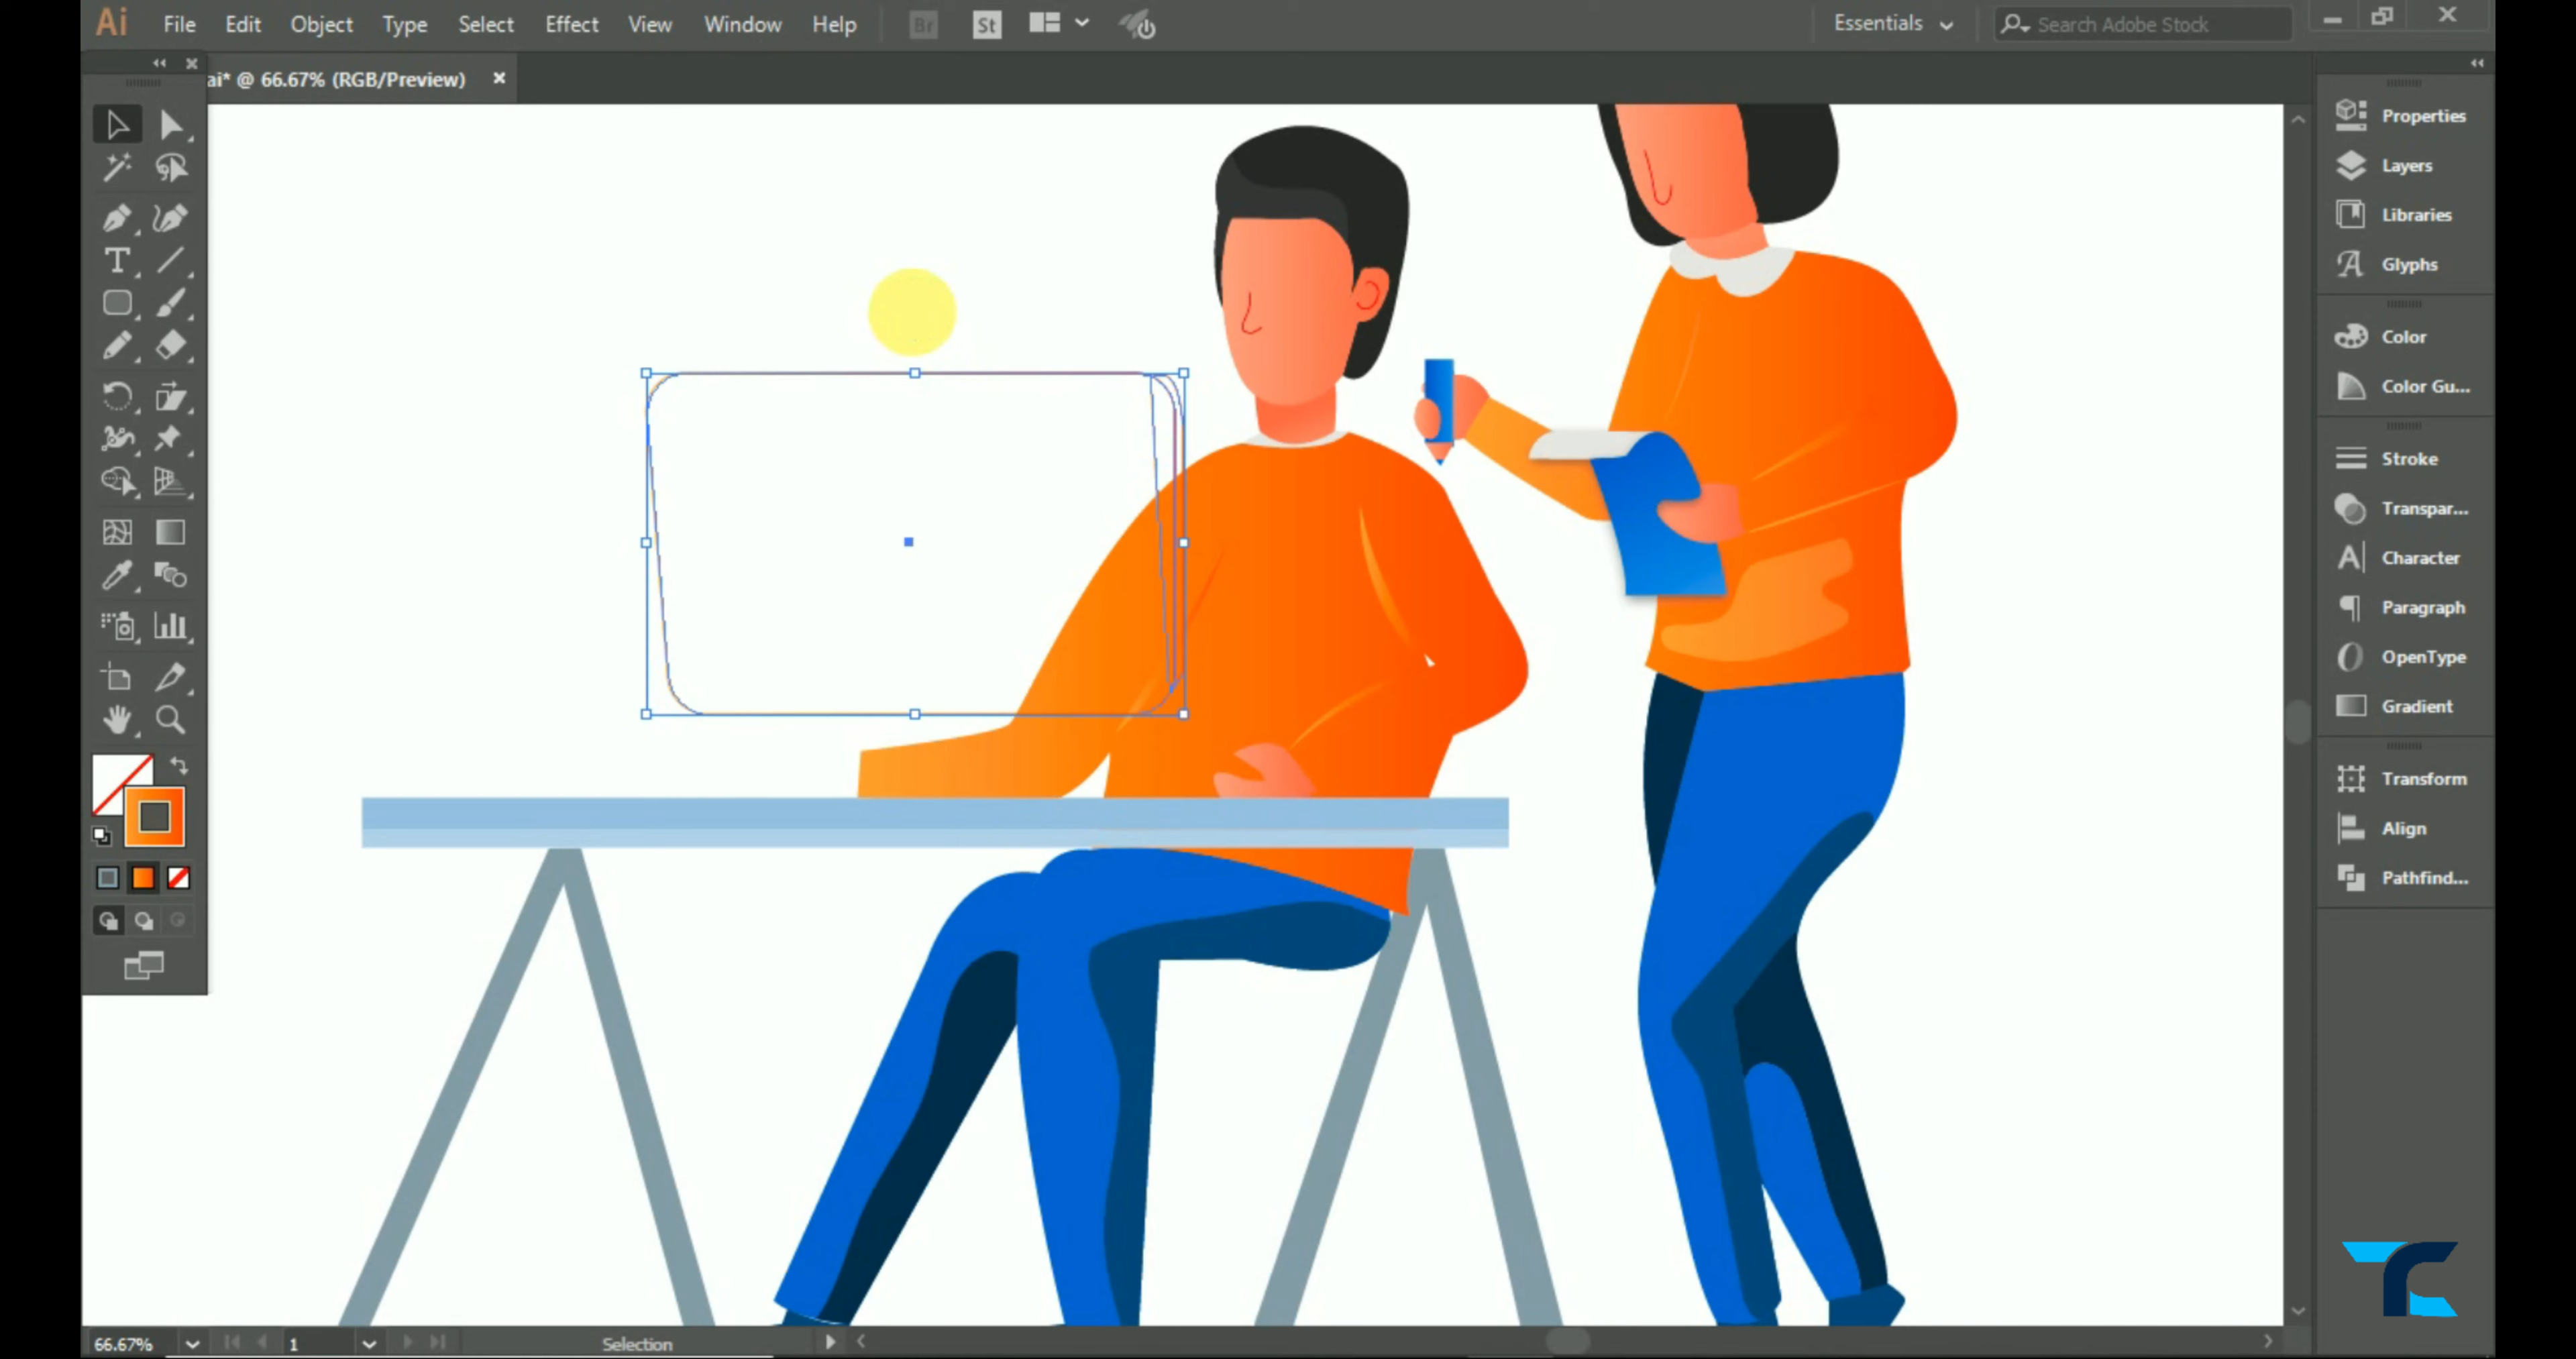 Ai File Edit Object Type Select Effect View Window Help Br St Essentials Search Adobe Stock
ai* @ 66.67% (RGB/Preview)
Properties
Layers
Libraries
Glyphs
Color
Color Gu...
Stroke
Transpar...
Character
Paragraph
OpenType
Gradient
Transform
Align
Pathfind...
TC
66.67% 1 Selection